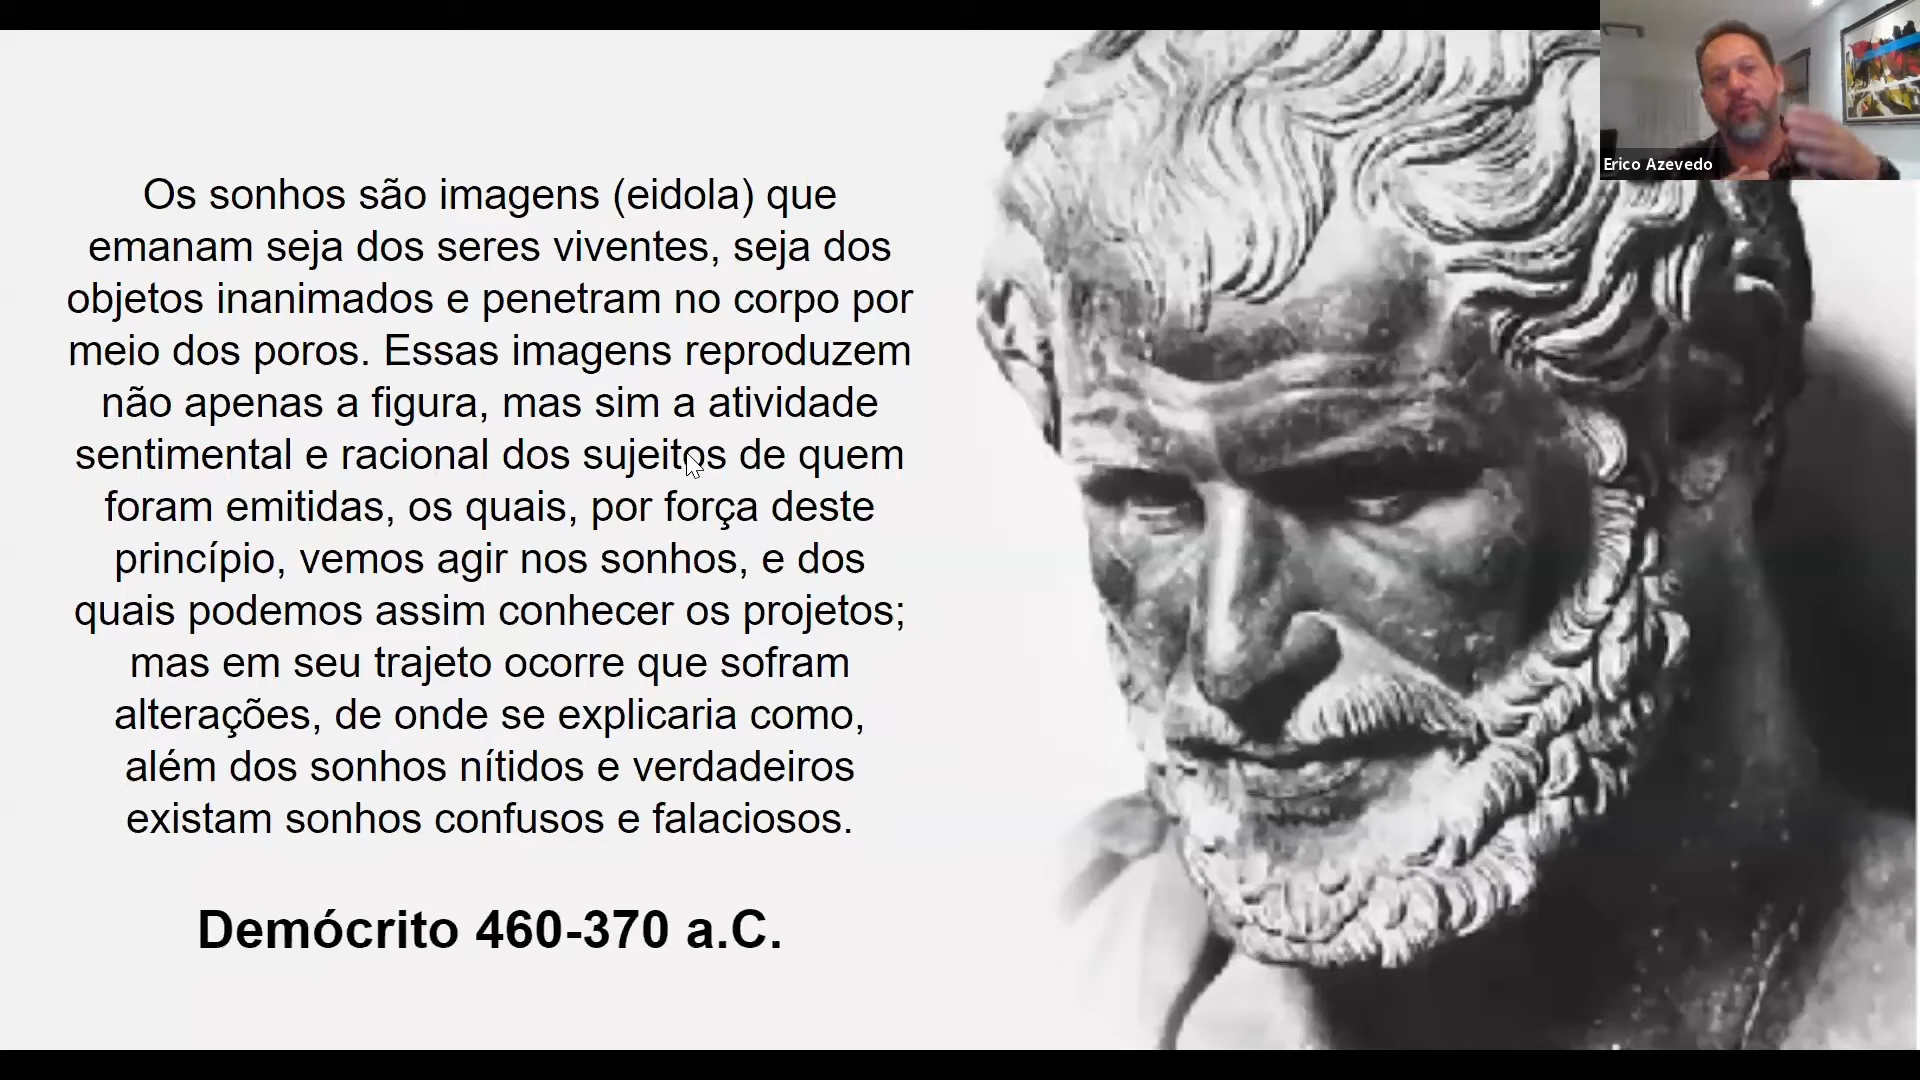 Os sonhos são imagens (eidola) que
emanam seja dos seres viventes, seja dos
objetos inanimados e penetram no corpo por
meio dos poros. Essas imagens reproduzem
não apenas a figura, mas sim a atividade
sentimental e racional dos sujeitos de quem
foram emitidas, os quais, por força deste
princípio, vemos agir nos sonhos, e dos
quais podemos assim conhecer os projetos;
mas em seu trajeto ocorre que sofram
alterações, de onde se explicaria como,
além dos sonhos nítidos e verdadeiros
existam sonhos confusos e falaciosos.
Demócrito 460-370 a.C.
Erico Azevedo